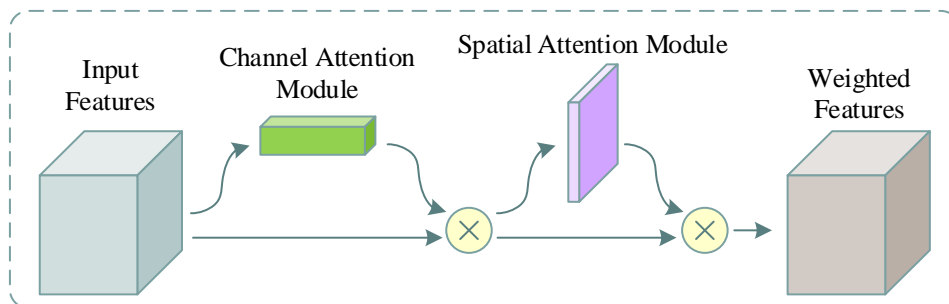 Input
Features
Channel Attention
Module
Spatial Attention Module
Weighted
Features